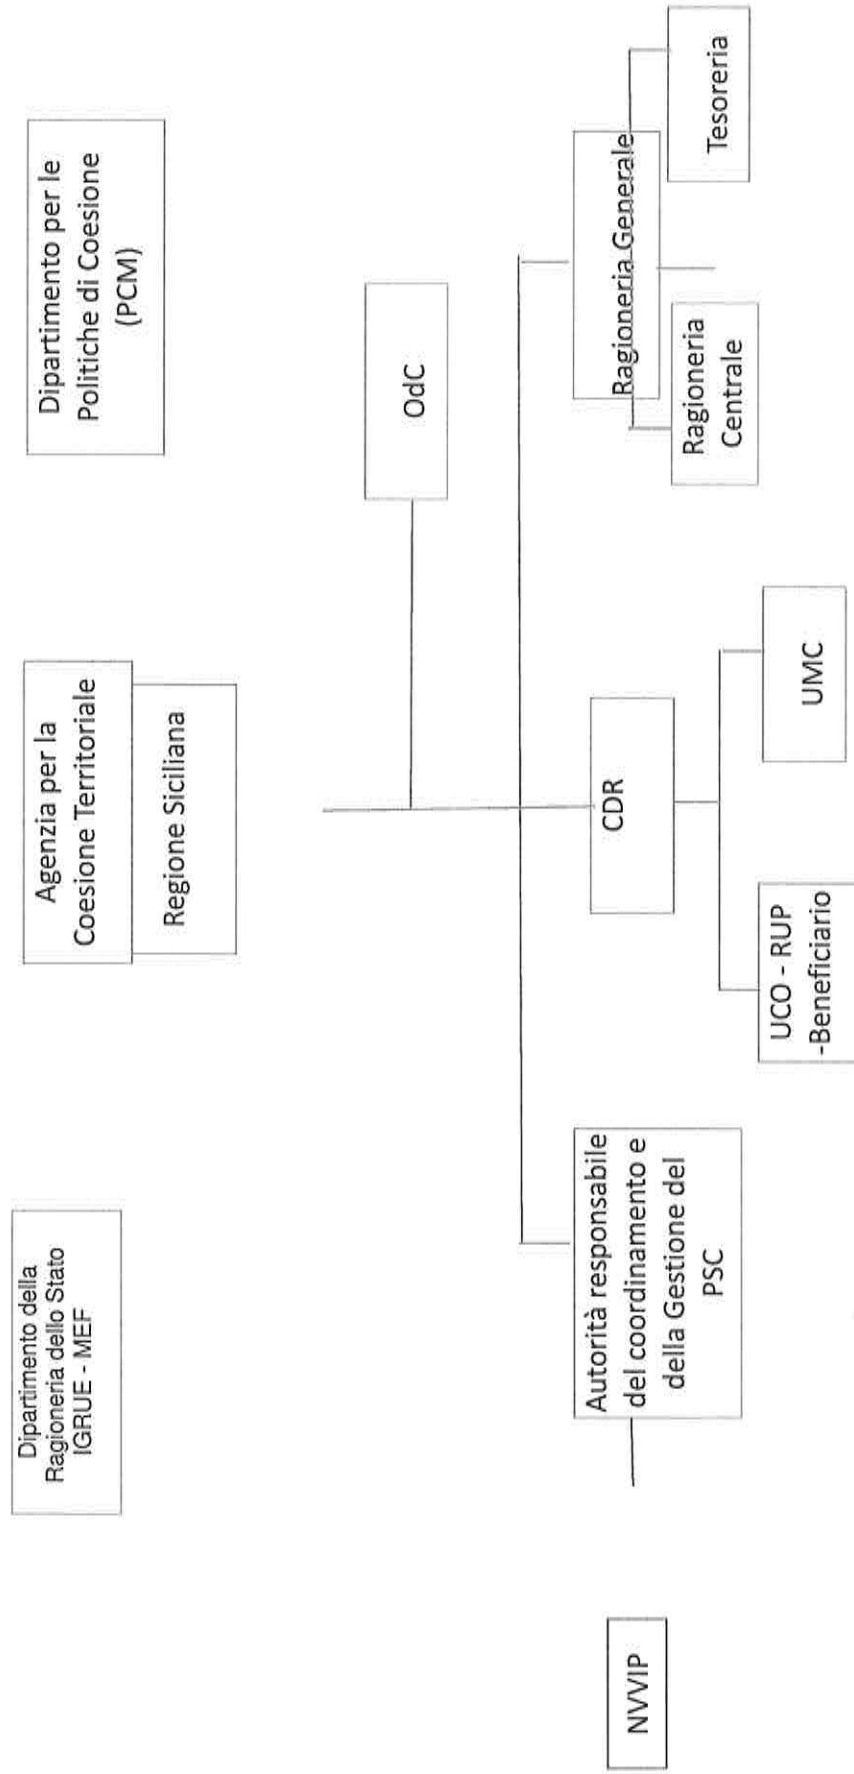 Dipartimento della
Ragioneria dello Stato
IGRUE - MEF
Agenzia per la
Coesione Territoriale
Regione Siciliana
Dipartimento per le
Politiche di Coesione
(PCM)
OdC
NVVIP
Autorità responsabile
del coordinamento e
della Gestione del
PSC
CDR
Ragioneria Generale
UCO - RUP
-Beneficiario
UMC
Ragioneria
Centrale
Tesoreria